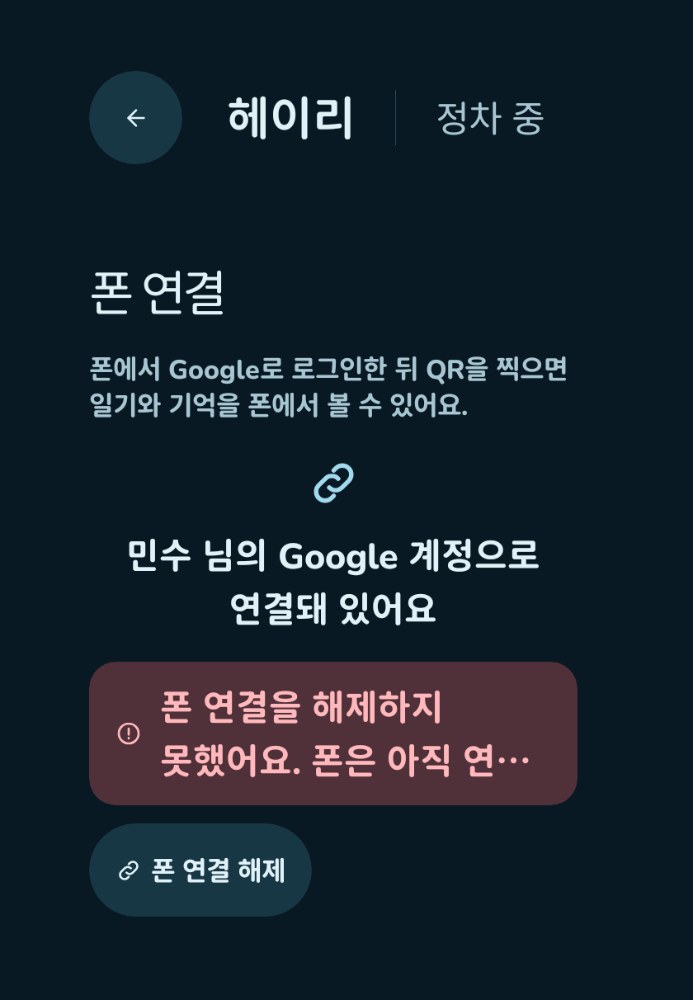 헤이리
정차 중
폰 연결
폰에서 Google로 로그인한 뒤 QR을 찍으면
일기와 기억을 폰에서 볼 수 있어요.
민수 님의 Google 계정으로
연결돼 있어요
폰 연결을 해제하지
못했어요. 폰은 아직 연…
폰 연결 해제